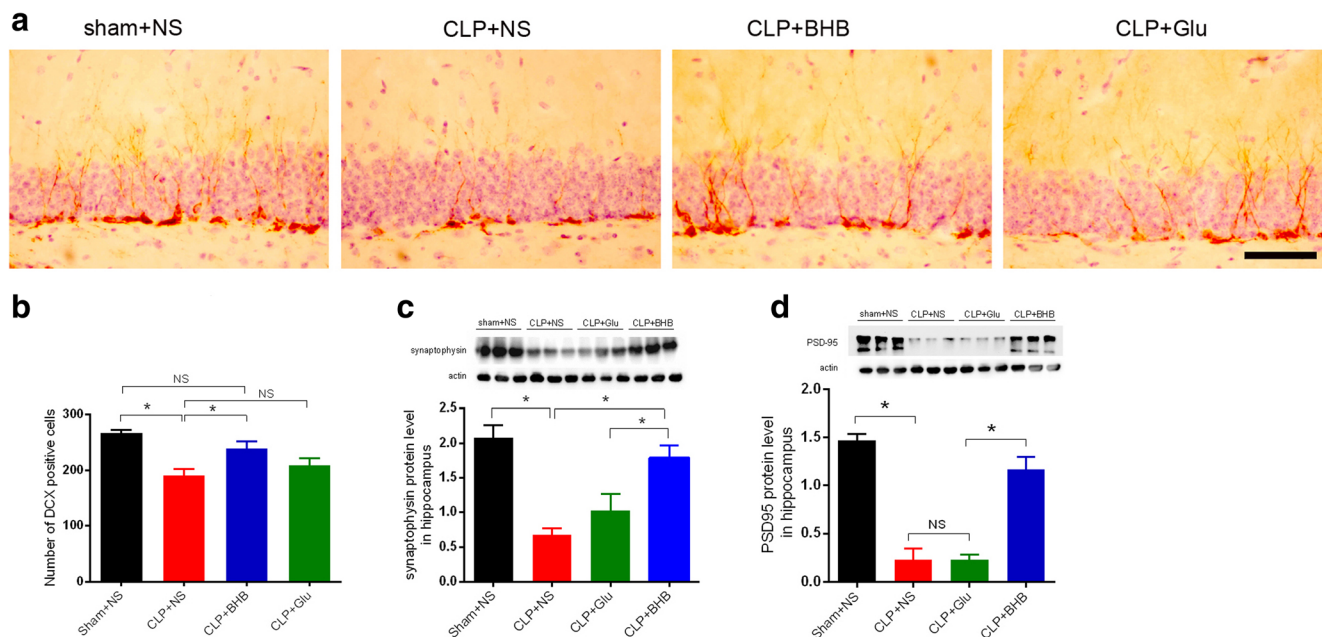 a
sham+NS
CLP+NS
CLP+BHB
CLP+Glu
b
NS
NS
*
*
Number of DCX positive cells
300
200
100
0
Sham+NS
CLP+NS
CLP+BHB
CLP+Glu
c
sham+NS
CLP+NS
CLP+Glu
CLP+BHB
synaptophysin
actin
synaptophysin protein level
in hippocampus
2.5
2.0
1.5
1.0
0.5
0.0
*
*
*
Sham+NS
CLP+NS
CLP+Glu
CLP+BHB
d
sham+NS
CLP+NS
CLP+Glu
CLP+BHB
PSD-95
actin
PSD95 protein level
in hippocampus
2.0
1.5
1.0
0.5
0.0
*
*
NS
Sham+NS
CLP+NS
CLP+Glu
CLP+BHB